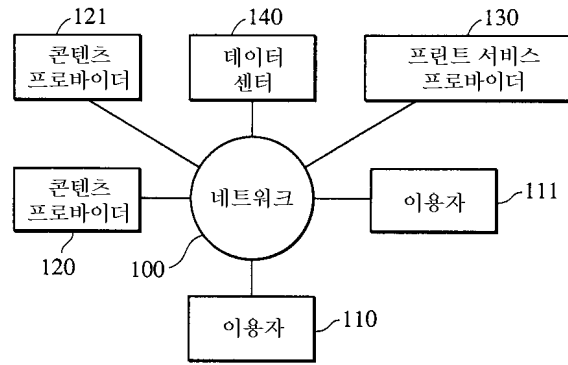 121
콘텐츠
프로바이더
140
데이터
센터
130
프린트 서비스
프로바이더
콘텐츠
프로바이더
120
네트워크
100
이용자
111
이용자
110